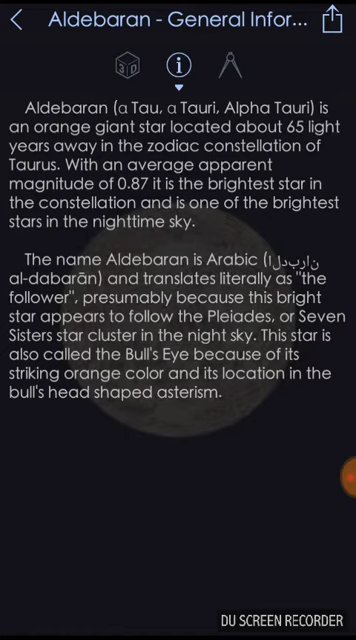 Aldebaran - General Infor...
3D
Aldebaran (α Tau, α Tauri, Alpha Tauri) is
an orange giant star located about 65 light
years away in the zodiac constellation of
Taurus. With an average apparent
magnitude of 0.87 it is the brightest star in
the constellation and is one of the brightest
stars in the nighttime sky.
The name Aldebaran is Arabic (الدبران
al-dabarān) and translates literally as "the
follower", presumably because this bright
star appears to follow the Pleiades, or Seven
Sisters star cluster in the night sky. This star is
also called the Bull's Eye because of its
striking orange color and its location in the
bull's head shaped asterism.
DU SCREEN RECORDER